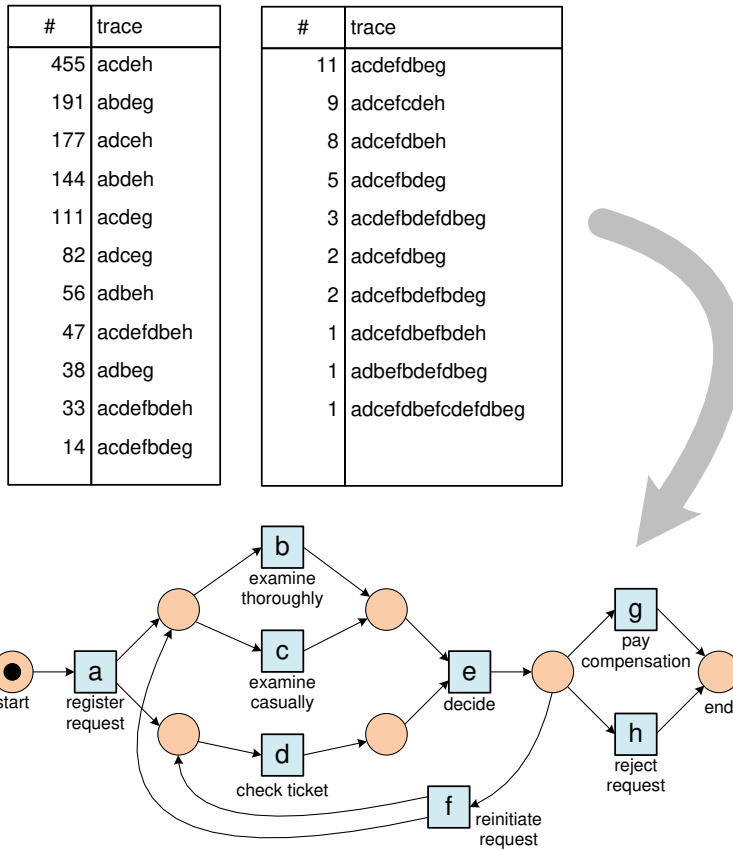 # trace
455 acdeh
191 abdeg
177 adceh
144 abdeh
111 acdeg
82 adceg
56 adbeh
47 acdefdbeh
38 adbeg
33 acdefbdeh
14 acdefbdeg
# trace
11 acdefdbeg
9 adcefcdeh
8 adcefdbeh
5 adcefbdeg
3 acdefbdefdbeg
2 adcefdbeg
2 adcefbdefbdeg
1 adcefdbefbdeh
1 adbefbdefdbeg
1 adcefdbefcdefdbeg
start
a
register
request
b
examine
thoroughly
c
examine
casually
d
check ticket
e
decide
f
reinitiate
request
g
pay
compensation
h
reject
request
end